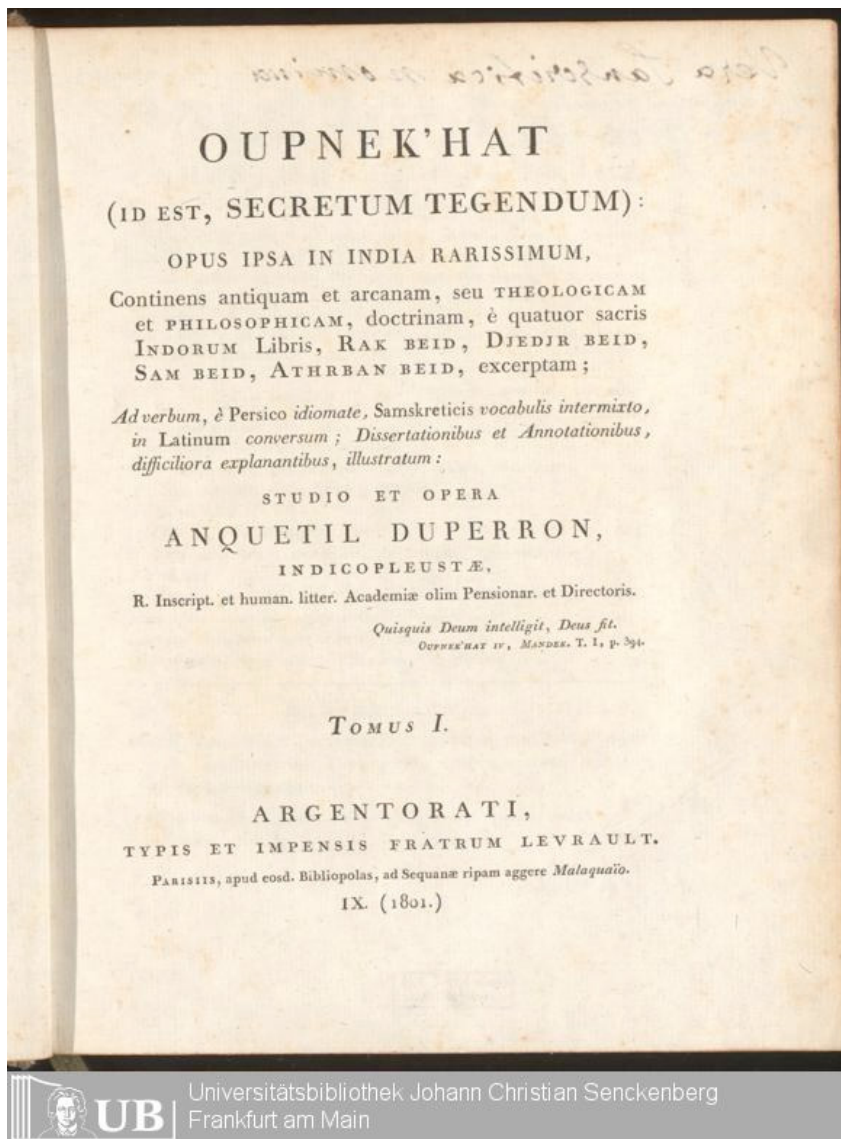 OUPNEK'HAT
(ID EST, SECRETUM TEGENDUM):
OPUS IPSA IN INDIA RARISSIMUM,
Continens antiquam et arcanam, seu THEOLOGICAM
et PHILOSOPHICAM, doctrinam, è quatuor sacris
INDORUM Libris, RAK BEID, DJEDJR BEID,
SAM BEID, ATHRBAN BEID, excerptam;
Ad verbum, è Persico idiomate, Samskreticis vocabulis intermixto,
in Latinum conversum; Dissertationibus et Annotationibus,
difficiliora explanantibus, illustratum:
STUDIO ET OPERA
ANQUETIL DUPERRON,
INDICOPLEUSTÆ,
R. Inscript. et human. litter. Academiæ olim Pensionar. et Directoris.
Quisquis Deum intelligit, Deus fit.
OUPNEK'HAT IV, MANDEK. T. I, p. 394.
TOMUS I.
ARGENTORATI,
TYPIS ET IMPENSIS FRATRUM LEVRAULT.
PARISIIS, apud eosd. Bibliopolas, ad Sequanæ ripam aggere Malaquaïo.
IX. (1801.)
UB
Universitätsbibliothek Johann Christian Senckenberg
Frankfurt am Main